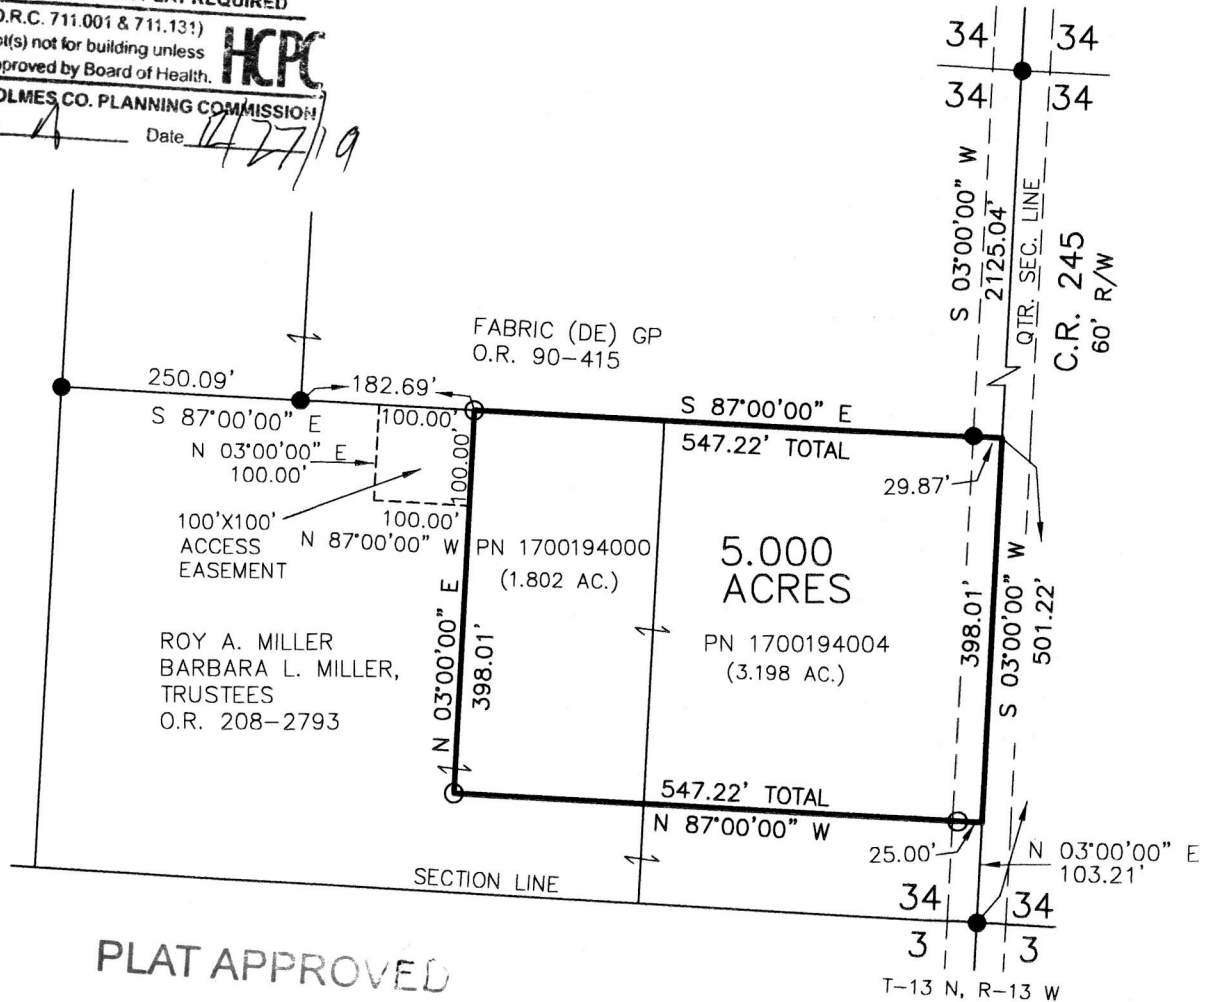 REQUIRED
O.R.C. 711.001 & 711.131)
not for building unless
approved by Board of Health.
HCPC
HOLMES CO. PLANNING COMMISSION
Date 12/27/19
34
34
34
34
S 03°00'00" W
2125.04'
QTR. SEC. LINE
C.R. 245
60' R/W
FABRIC (DE) GP
O.R. 90-415
250.09'
182.69'
S 87°00'00" E
N 03°00'00" E
100.00'
100.00'
100.00'
100.00'
N 87°00'00" W
100'X100'
ACCESS
EASEMENT
S 87°00'00" E
547.22' TOTAL
29.87'
PN 1700194000
(1.802 AC.)
5.000
ACRES
PN 1700194004
(3.198 AC.)
398.01'
S 03°00'00" W
501.22'
ROY A. MILLER
BARBARA L. MILLER,
TRUSTEES
O.R. 208-2793
N 03°00'00" E
398.01'
547.22' TOTAL
N 87°00'00" W
25.00'
N 03°00'00" E
103.21'
SECTION LINE
34
34
3
3
T-13 N, R-13 W
PLAT APPROVED